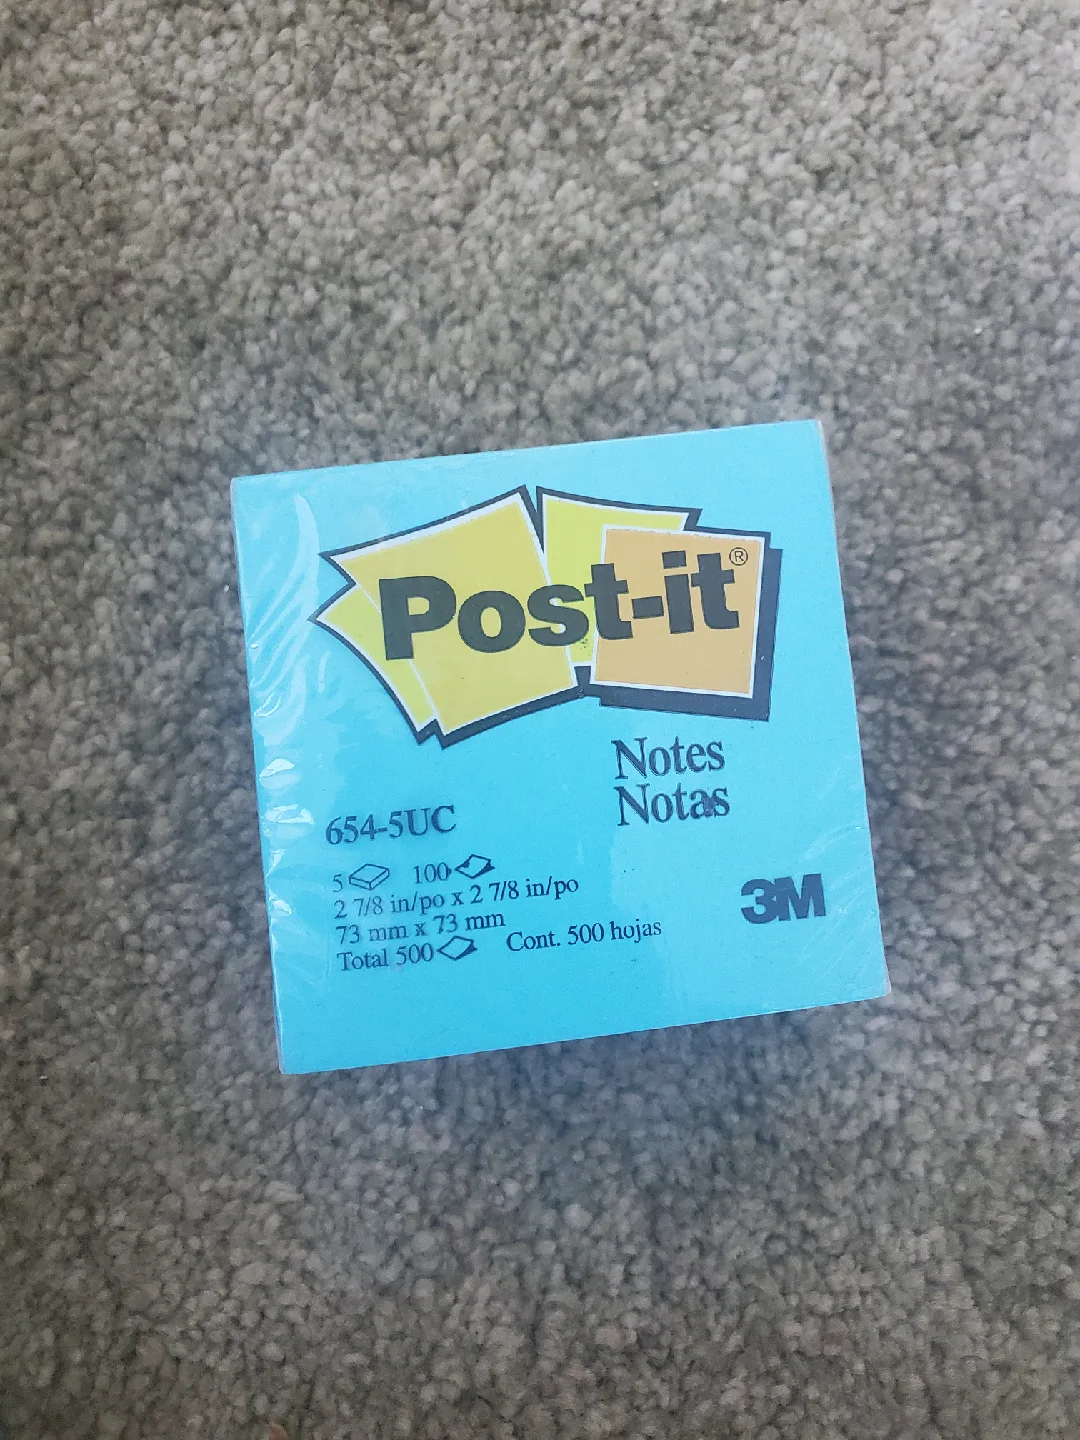 Post-it®
Notes
Notas
654-5UC
5 100
2 7/8 in/po x 2 7/8 in/po
73 mm x 73 mm
Total 500 Cont. 500 hojas
3M